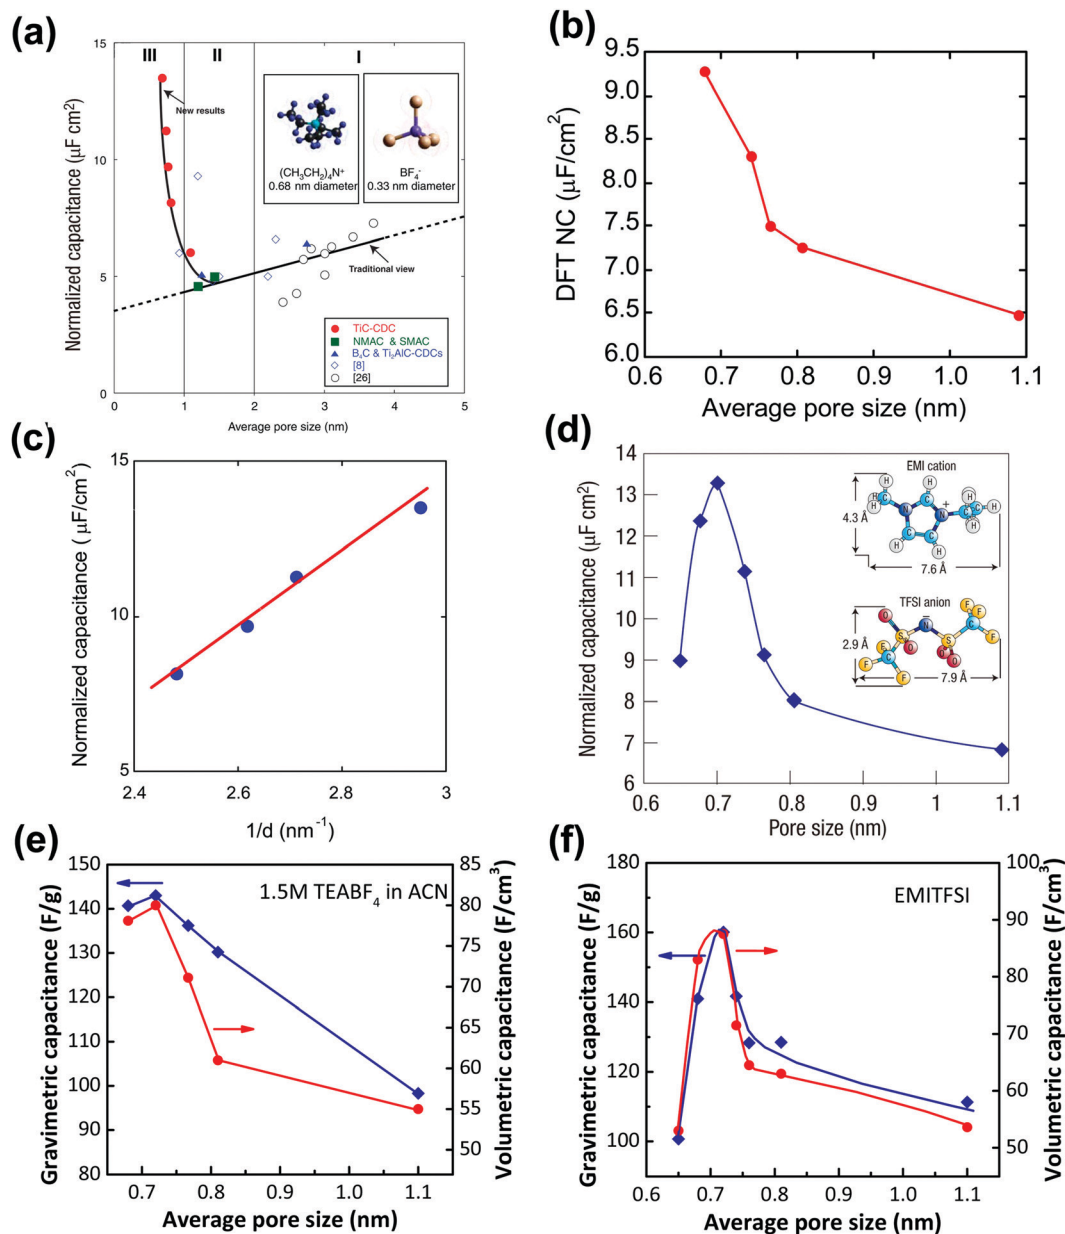 (a)
III
II
I
New results
(CH3CH2)4N+
0.68 nm diameter
BF4-
0.33 nm diameter
Traditional view
TiC-CDC
NMAC & SMAC
B4C & Ti2AlC-CDCs
[8]
[26]
Normalized capacitance (µF cm2)
15
10
5
0
0 1 2 3 4 5
Average pore size (nm)
(b)
DFT NC (µF/cm2)
9.5
9.0
8.5
8.0
7.5
7.0
6.5
6.0
0.6 0.7 0.8 0.9 1.0 1.1
Average pore size (nm)
(c)
Normalized capacitance (µF/cm2)
15
10
5
2.4 2.6 2.8 3
1/d (nm-1)
(d)
Normalized capacitance (µF cm2)
14
13
12
11
10
9
8
7
6
0.6 0.7 0.8 0.9 1 1.1
Pore size (nm)
EMI cation
4.3 Å
7.6 Å
TFSI anion
2.9 Å
7.9 Å
(e)
Gravimetric capacitance (F/g)
150
140
130
120
110
100
90
80
1.5M TEABF4 in ACN
85
80
75
70
65
60
55
50
Volumetric capacitance (F/cm3)
0.7 0.8 0.9 1.0 1.1
Average pore size (nm)
(f)
Gravimetric capacitance (F/g)
180
160
140
120
100
EMITFSI
100
90
80
70
60
50
Volumetric capacitance (F/cm3)
0.6 0.7 0.8 0.9 1.0 1.1
Average pore size (nm)